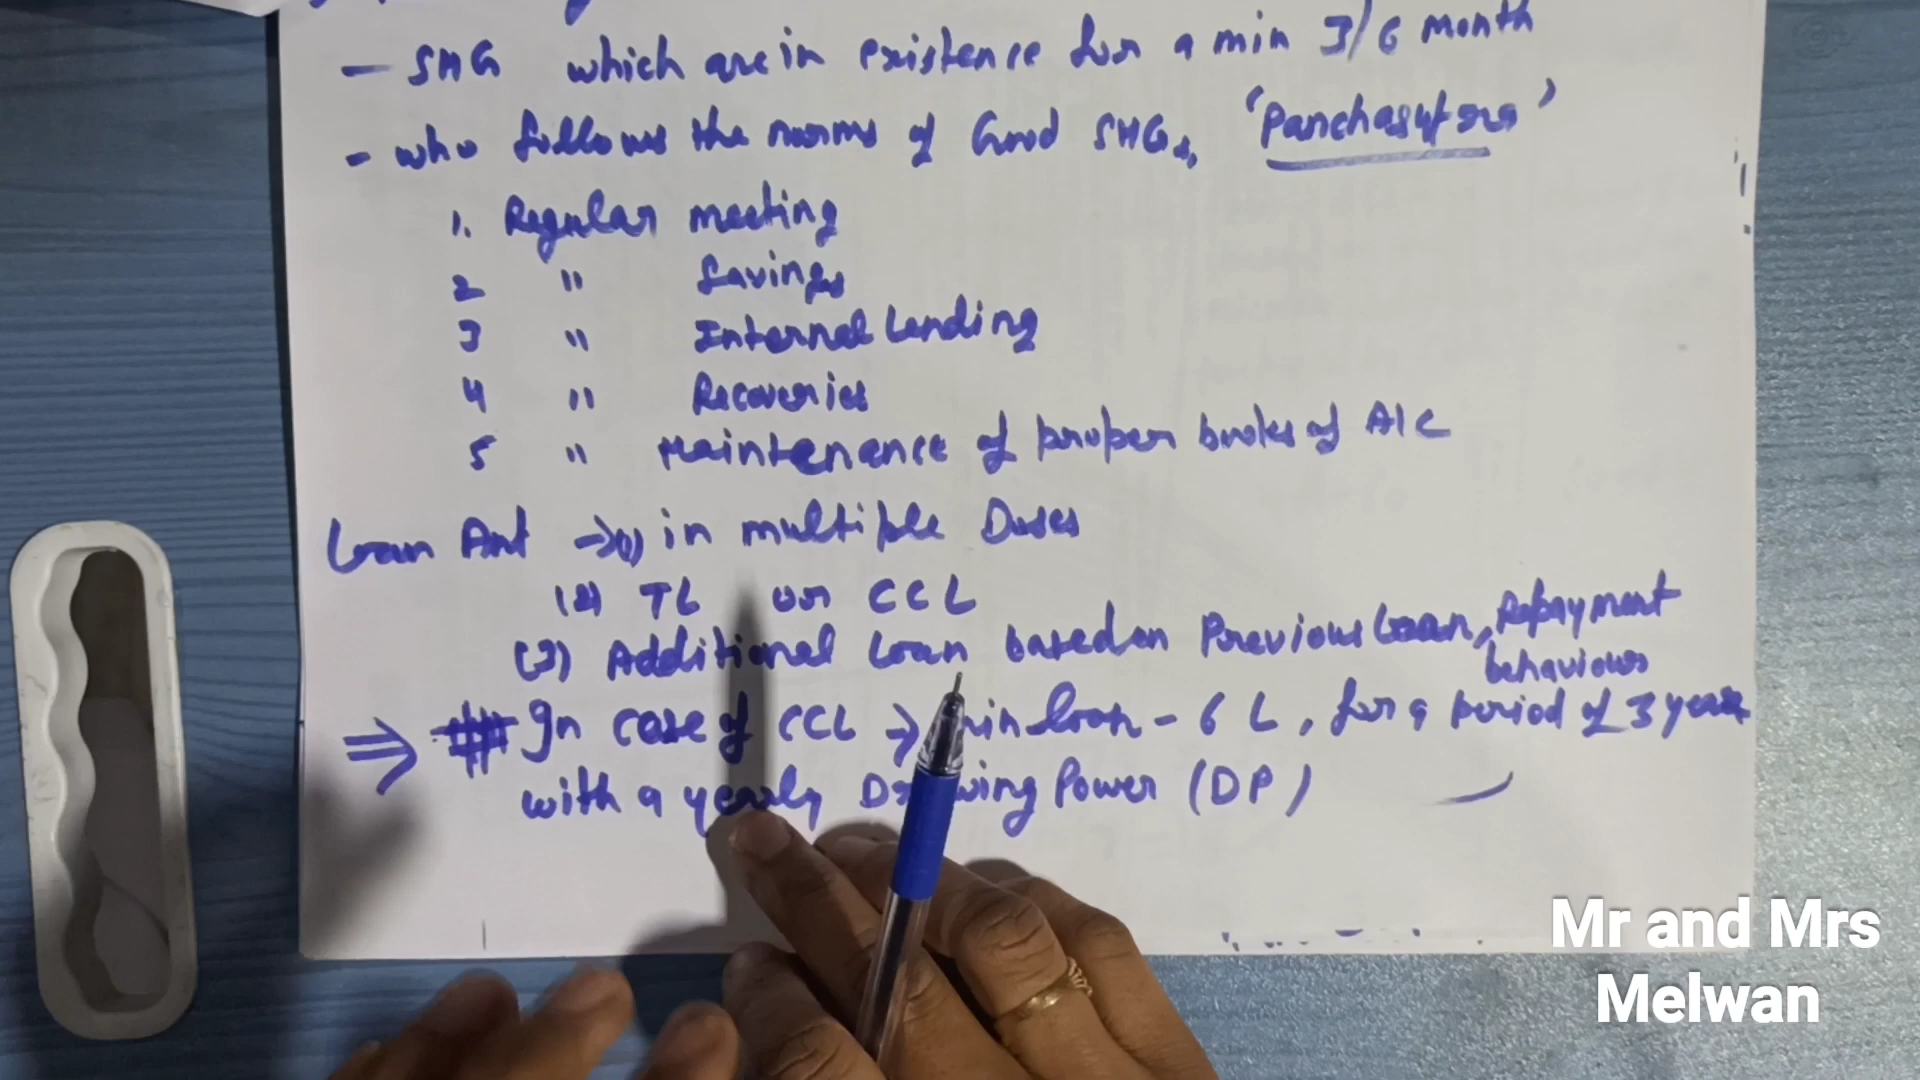 - SHG which are in existence for a min 3/6 month
- who follows the norms of Good SHGs, 'Panchasutra'
1. Regular meeting
2 " Savings
3 " Internal Lending
4 " Recoveries
5 " Maintenance of proper books of A/C
Loan Amt → (1) in multiple Doses
(2) TL or CCL
(3) Additional Loan based on Previous Loan, Repayment
behaviour
⇒ # In case of CCL → min loan - 6 L, for a period of 3 years
with a yearly Drawing Power (DP)
Mr and Mrs
Melwan